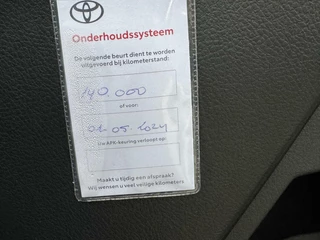 Onderhoudssysteem
De volgende beurt dient te worden
uitgevoerd bij kilometerstand:
140.000
of voor:
01-05-2024
Uw APK-keuring verloopt op:
Maakt u tijdig een afspraak?
Wij wensen u veel veilige kilometers